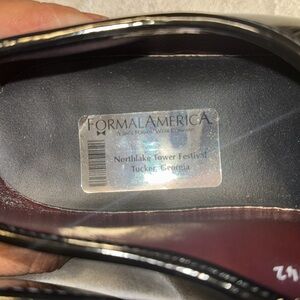 FORMALAMERICA
Northlake Tower Festival
Tucker, Georgia